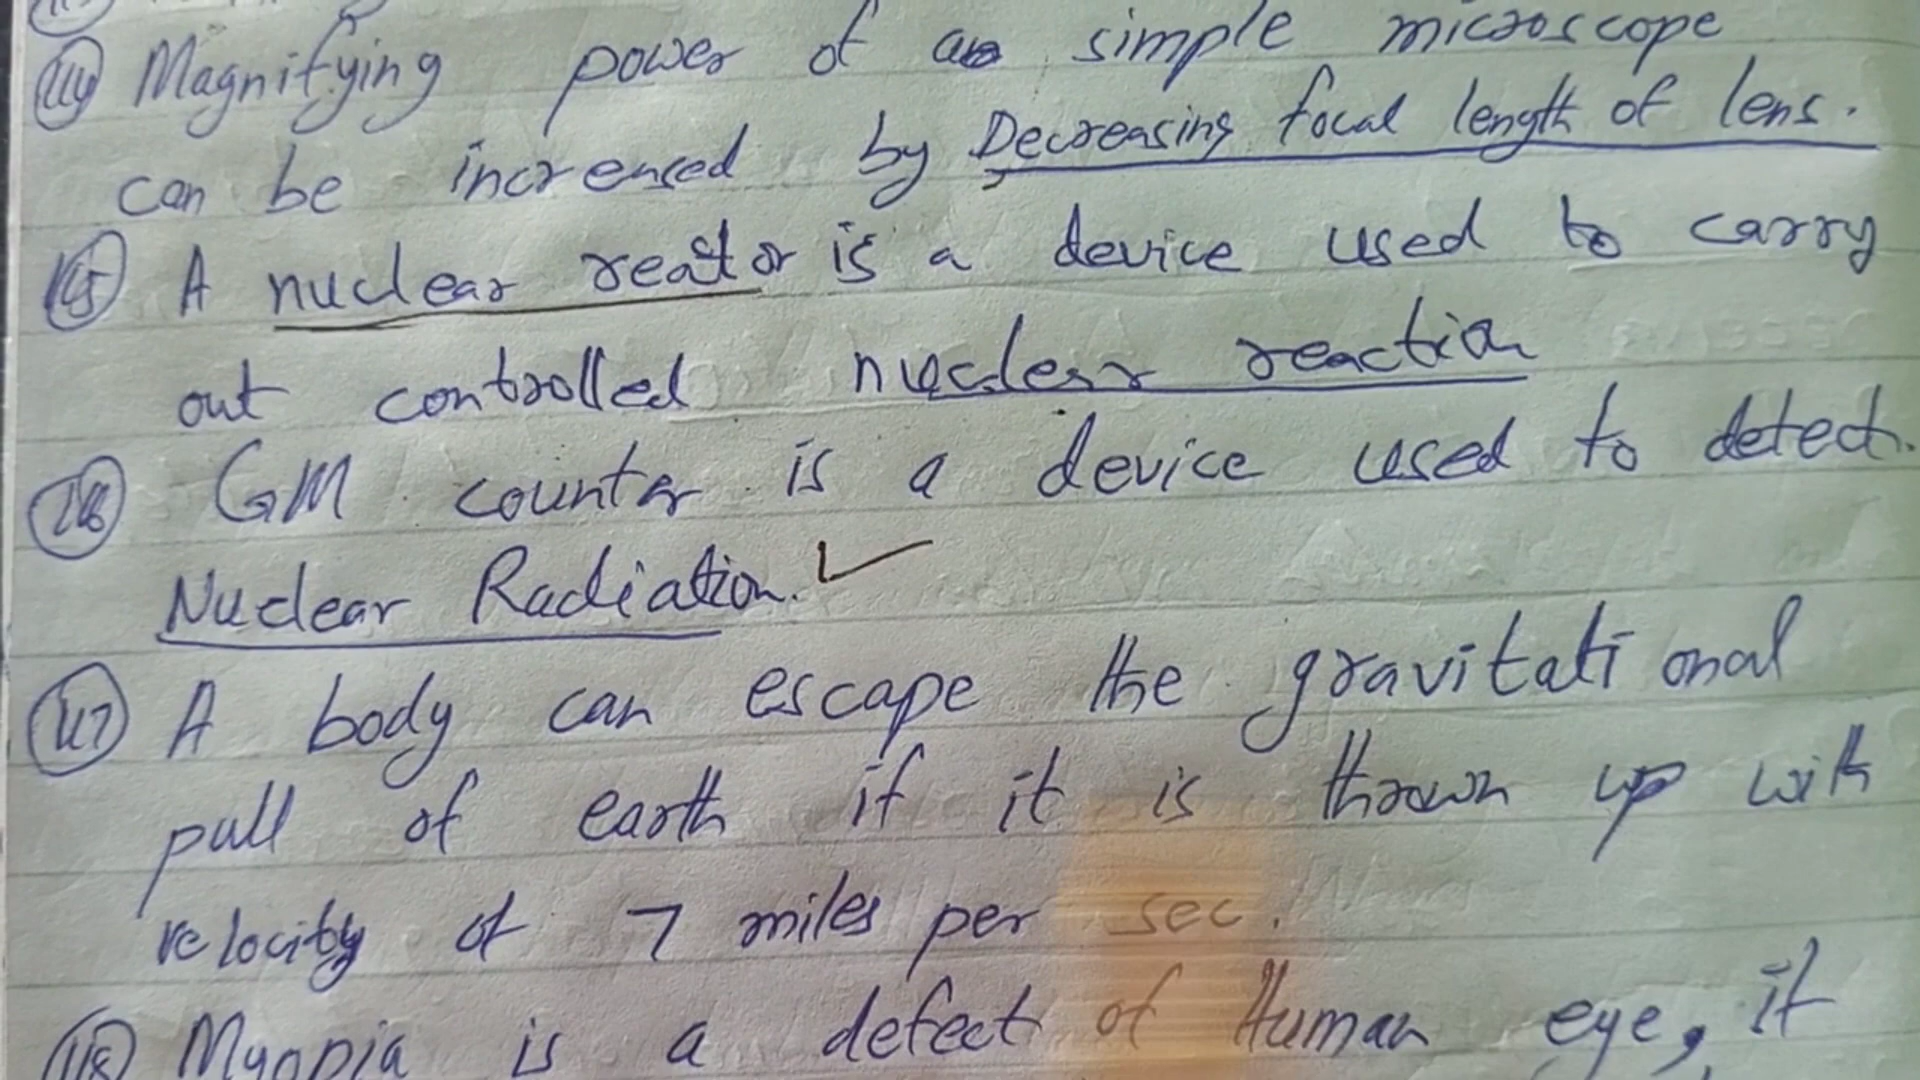 (114) Magnifying power of a simple microscope
can be increased by Decreasing focal length of lens.
(115) A nuclear reactor is a device used to carry
out controlled nuclear reaction
(116) GM counter is a device used to detect.
Nuclear Radiation.
(117) A body can escape the gravitational
pull of earth if it is thrown up with
velocity of 7 miles per sec.
(118) Myopia is a defect of Human eye, it